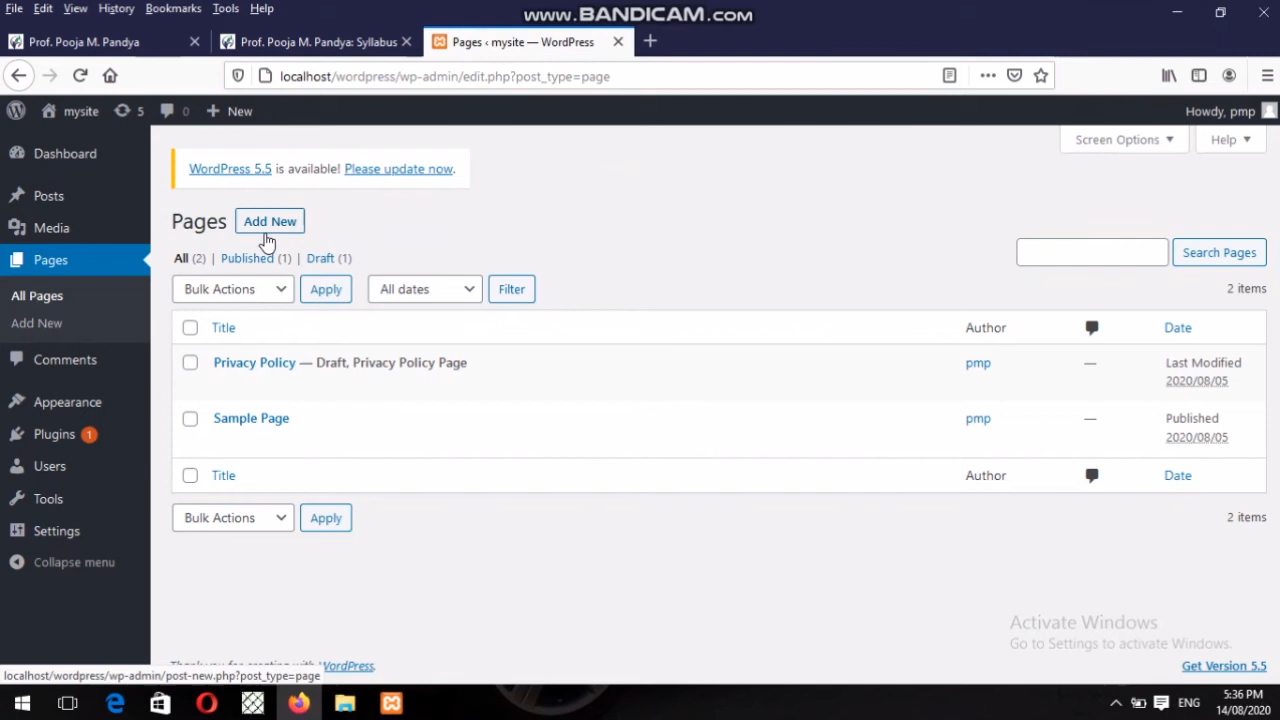 File Edit View History Bookmarks Tools Help
www.BANDICAM.com
Prof. Pooja M. Pandya
Prof. Pooja M. Pandya: Syllabus
Pages ‹ mysite — WordPress
localhost/wordpress/wp-admin/edit.php?post_type=page
mysite 5 0 + New
Howdy, pmp
Screen Options
Help
Dashboard
Posts
Media
Pages
All Pages
Add New
Comments
Appearance
Plugins 1
Users
Tools
Settings
Collapse menu
WordPress 5.5 is available! Please update now.
Pages Add New
All (2) | Published (1) | Draft (1)
Search Pages
Bulk Actions Apply All dates Filter
2 items
Title Author Date
Privacy Policy — Draft, Privacy Policy Page pmp — Last Modified
2020/08/05
Sample Page pmp — Published
2020/08/05
Title Author Date
Bulk Actions Apply
2 items
Activate Windows
Go to Settings to activate Windows.
Thank you for creating with WordPress.
Get Version 5.5
localhost/wordpress/wp-admin/post-new.php?post_type=page
ENG
5:36 PM
14/08/2020